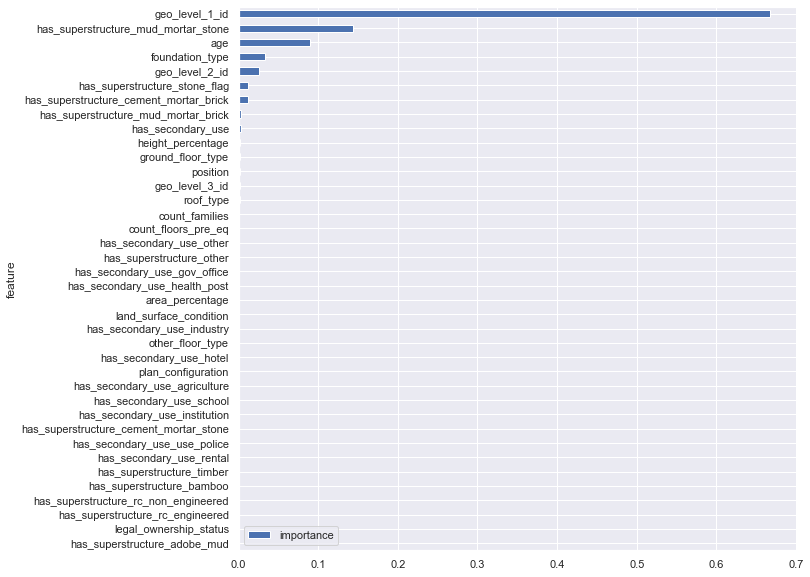 geo_level_1_id
has_superstructure_mud_mortar_stone
age
foundation_type
geo_level_2_id
has_superstructure_stone_flag
has_superstructure_cement_mortar_brick
has_superstructure_mud_mortar_brick
has_secondary_use
height_percentage
ground_floor_type
position
geo_level_3_id
roof_type
count_families
count_floors_pre_eq
has_secondary_use_other
has_superstructure_other
has_secondary_use_gov_office
has_secondary_use_health_post
area_percentage
land_surface_condition
has_secondary_use_industry
other_floor_type
has_secondary_use_hotel
plan_configuration
has_secondary_use_agriculture
has_secondary_use_school
has_secondary_use_institution
has_superstructure_cement_mortar_stone
has_secondary_use_use_police
has_secondary_use_rental
has_superstructure_timber
has_superstructure_bamboo
has_superstructure_rc_non_engineered
has_superstructure_rc_engineered
legal_ownership_status
has_superstructure_adobe_mud
feature
importance
0.0 0.1 0.2 0.3 0.4 0.5 0.6 0.7